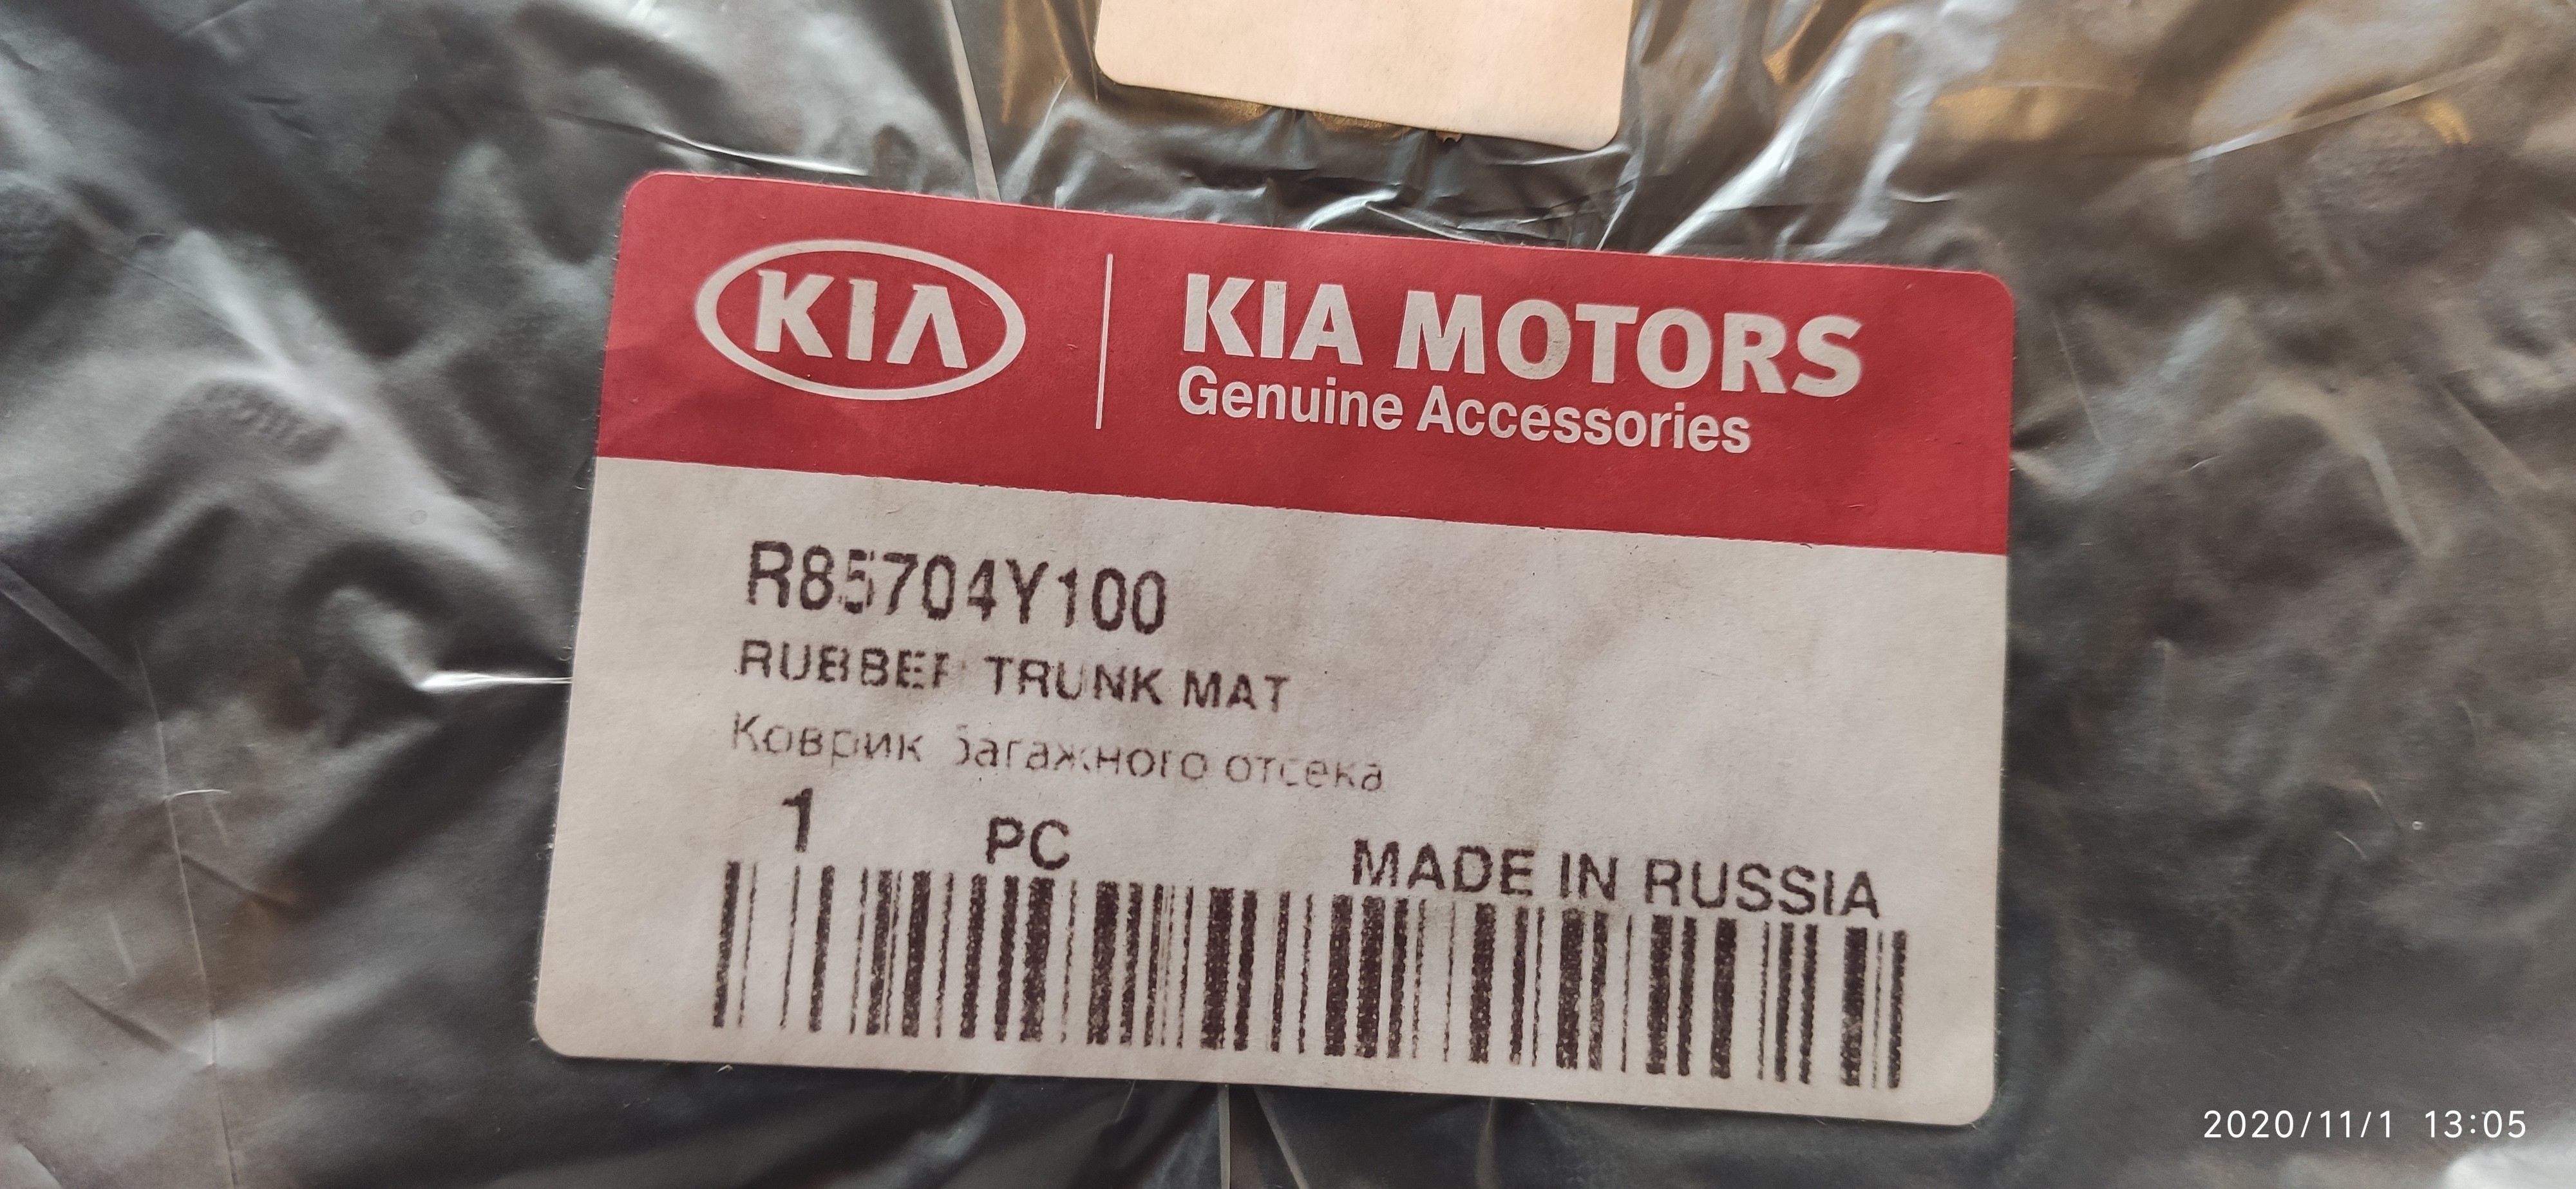 KIA
KIA MOTORS
Genuine Accessories
R85704Y100
RUBBER TRUNK MAT
Коврик багажного отсека
1 PC
MADE IN RUSSIA
2020/11/1 13:05